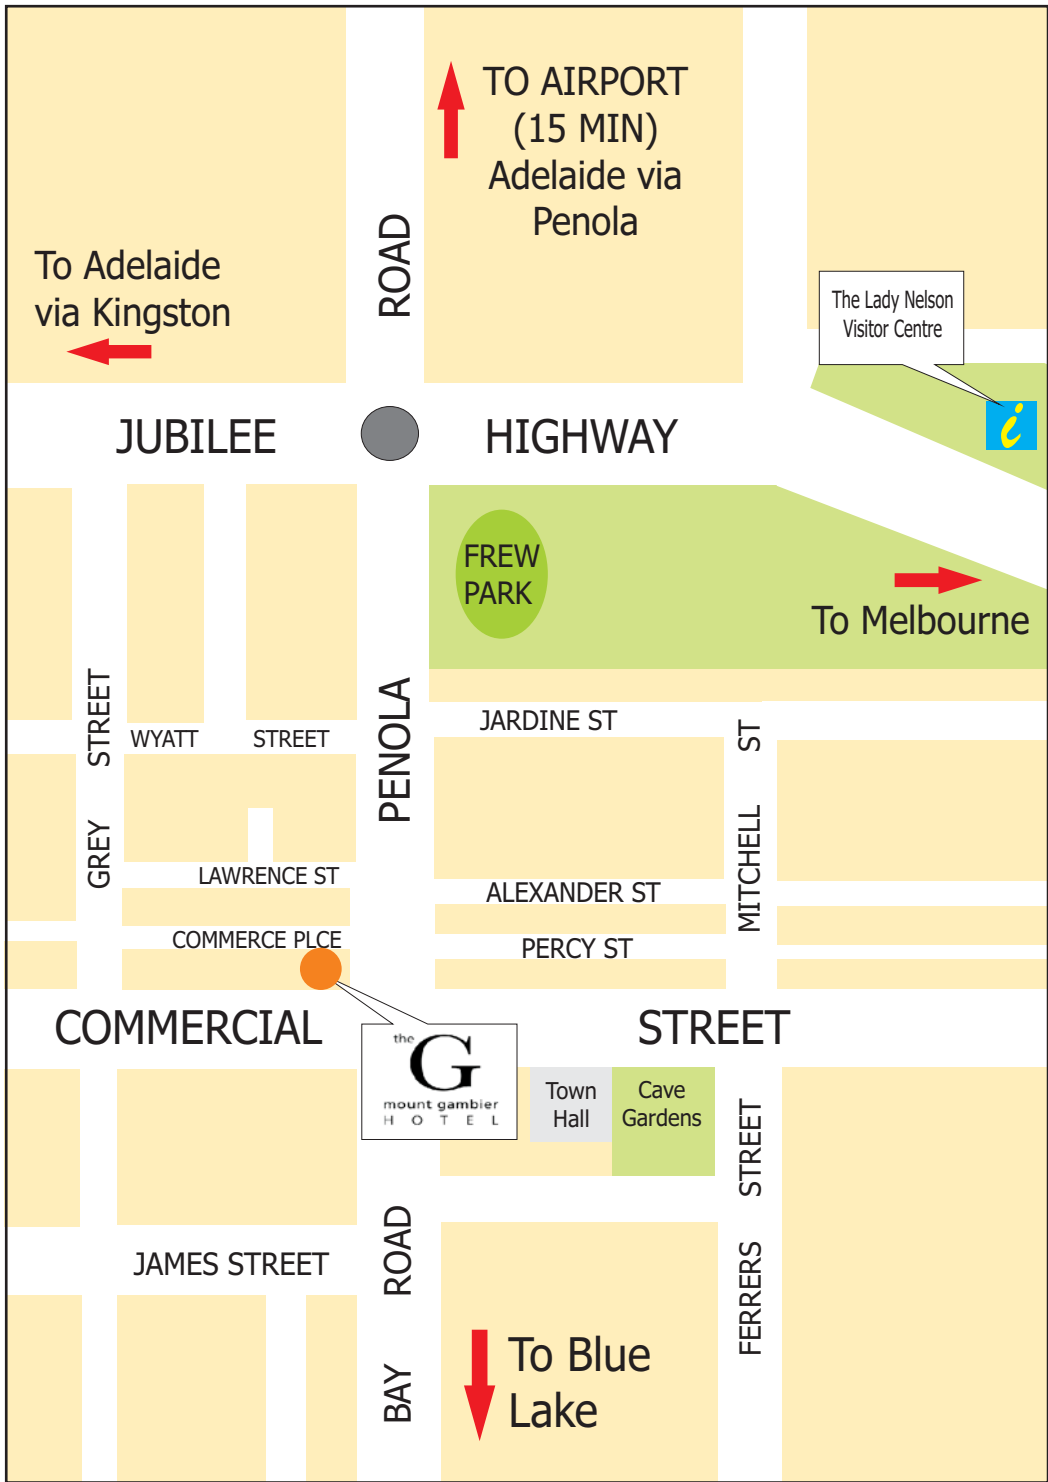 TO AIRPORT
(15 MIN)
Adelaide via
Penola
ROAD
To Adelaide
via Kingston
The Lady Nelson
Visitor Centre
i
JUBILEE
HIGHWAY
FREW
PARK
To Melbourne
PENOLA
GREY STREET
WYATT STREET
JARDINE ST
MITCHELL ST
LAWRENCE ST
ALEXANDER ST
COMMERCE PLCE
PERCY ST
COMMERCIAL
STREET
the
G
mount gambier
HOTEL
Town
Hall
Cave
Gardens
FERRERS STREET
BAY ROAD
JAMES STREET
To Blue
Lake